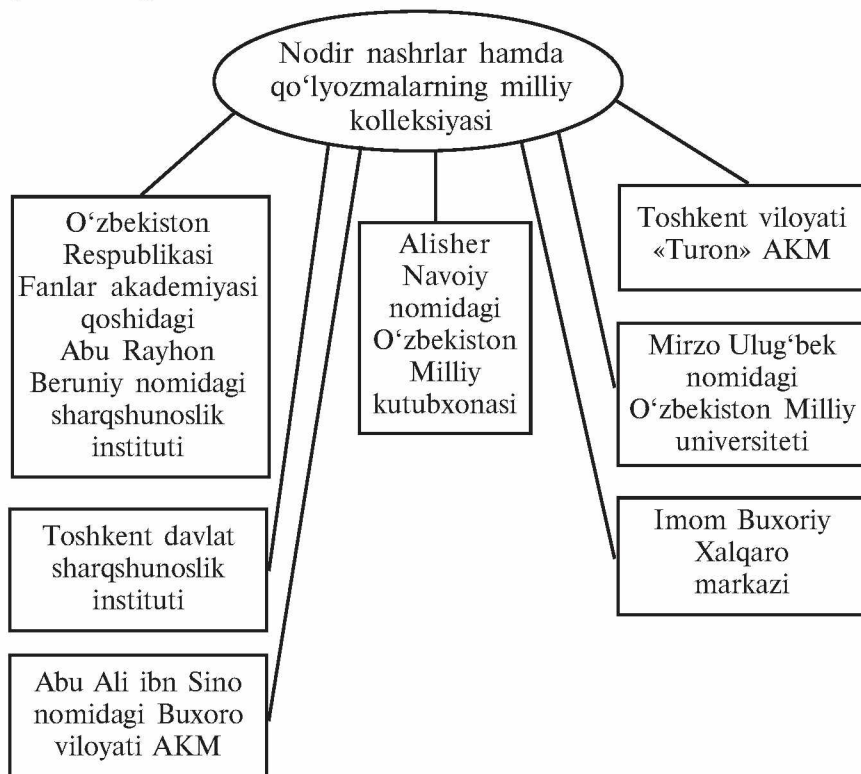 Nodir nashrlar hamda
qo‘lyozmalarning milliy
kolleksiyasi
O‘zbekiston
Respublikasi
Fanlar akademiyasi
qoshidagi
Abu Rayhon
Beruniy nomidagi
sharqshunoslik
instituti
Toshkent davlat
sharqshunoslik
instituti
Abu Ali ibn Sino
nomidagi Buxoro
viloyati AKM
Alisher
Navoiy
nomidagi
O‘zbekiston
Milliy
kutubxonasi
Toshkent viloyati
«Turon» AKM
Mirzo Ulug‘bek
nomidagi
O‘zbekiston Milliy
universiteti
Imom Buxoriy
Xalqaro
markazi